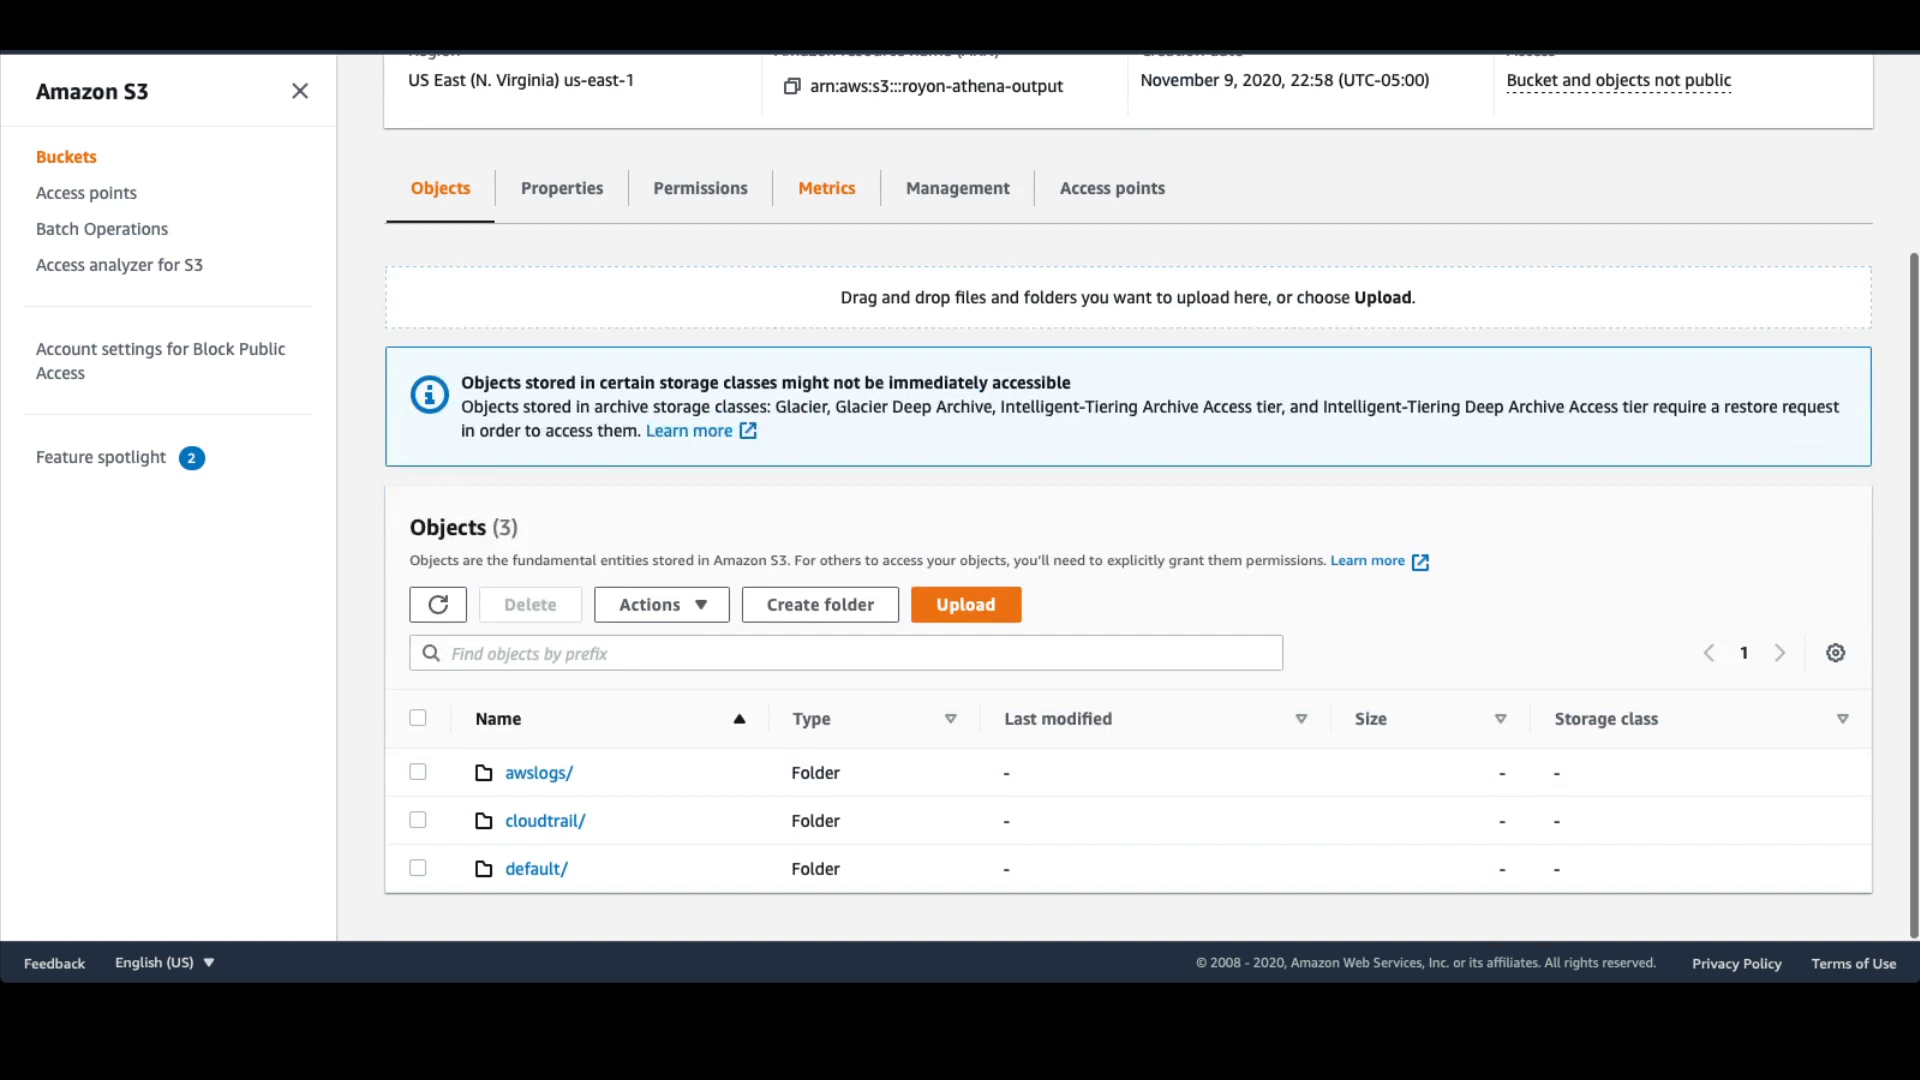 Amazon S3
US East (N. Virginia) us-east-1
arn:aws:s3:::royon-athena-output
November 9, 2020, 22:58 (UTC-05:00)
Bucket and objects not public
Buckets
Access points
Batch Operations
Access analyzer for S3
Account settings for Block Public
Access
Feature spotlight 2
Objects
Properties
Permissions
Metrics
Management
Access points
Drag and drop files and folders you want to upload here, or choose Upload.
Objects stored in certain storage classes might not be immediately accessible
Objects stored in archive storage classes: Glacier, Glacier Deep Archive, Intelligent-Tiering Archive Access tier, and Intelligent-Tiering Deep Archive Access tier require a restore request
in order to access them. Learn more
Objects (3)
Objects are the fundamental entities stored in Amazon S3. For others to access your objects, you'll need to explicitly grant them permissions. Learn more
Delete
Actions
Create folder
Upload
Find objects by prefix
1
Name Type Last modified Size Storage class
awslogs/ Folder - - -
cloudtrail/ Folder - - -
default/ Folder - - -
Feedback English (US) © 2008 - 2020, Amazon Web Services, Inc. or its affiliates. All rights reserved. Privacy Policy Terms of Use